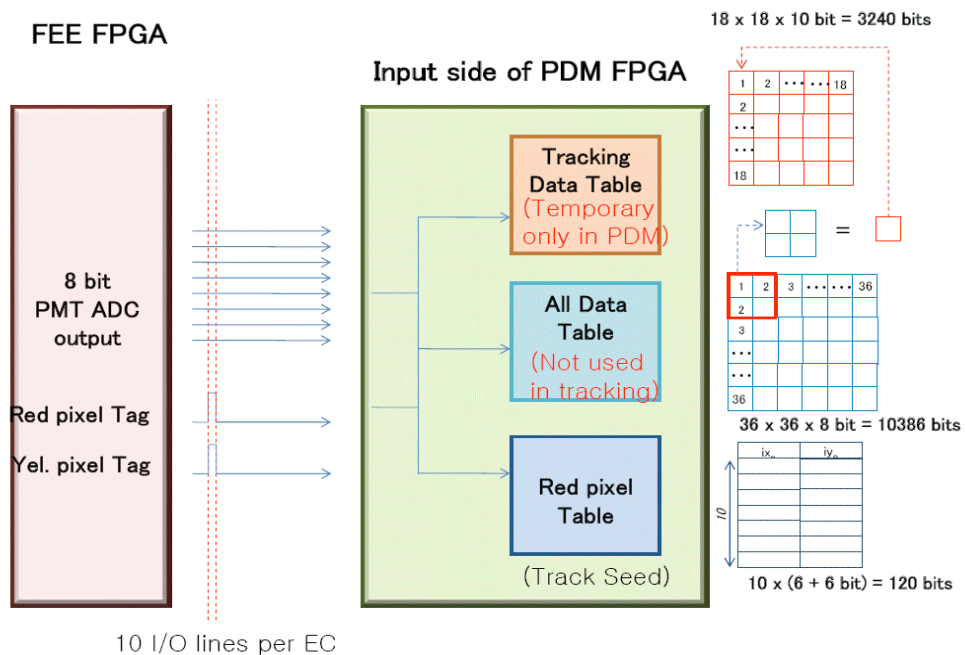 18 x 18 x 10 bit = 3240 bits
FEE FPGA
Input side of PDM FPGA
1 2 ••• ••• 18
2
•••
•••
18
Tracking
Data Table
(Temporary
only in PDM)
=
8 bit
PMT ADC
output
All Data
Table
(Not used
in tracking)
1 2 3 ••• ••• 36
2
3
•••
•••
36
36 x 36 x 8 bit = 10386 bits
Red pixel Tag
Yel. pixel Tag
Red pixel
Table
ixₙ iyₙ
10
(Track Seed)
10 x (6 + 6 bit) = 120 bits
10 I/O lines per EC